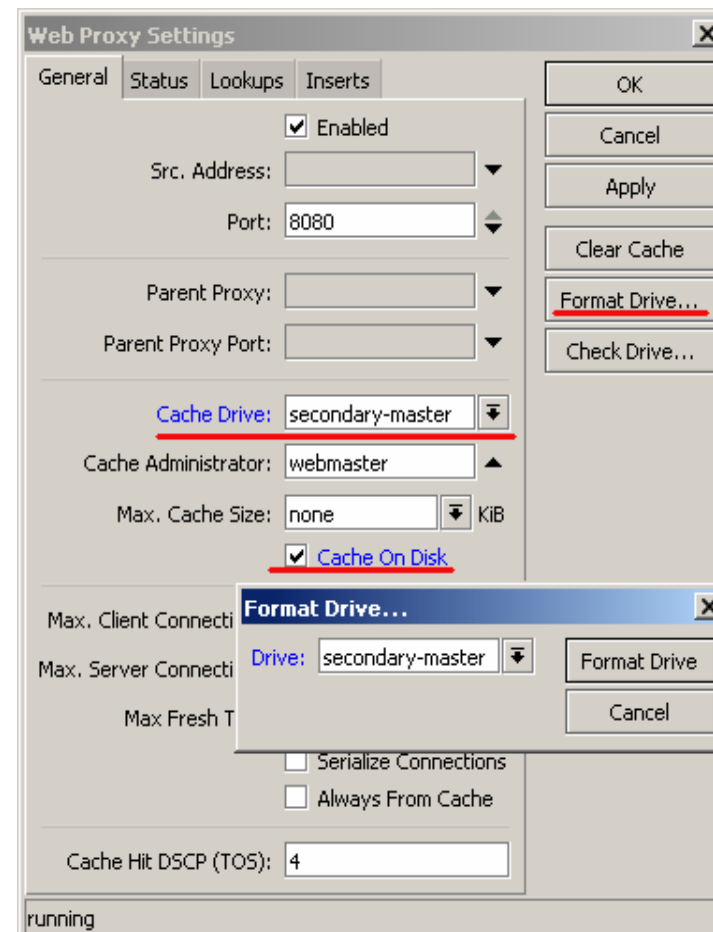 Web Proxy Settings
General Status Lookups Inserts
OK
Enabled
Cancel
Src. Address:
Apply
Port: 8080
Clear Cache
Parent Proxy:
Format Drive...
Parent Proxy Port:
Check Drive...
Cache Drive: secondary-master
Cache Administrator: webmaster
Max. Cache Size: none KiB
Cache On Disk
Format Drive...
Max. Client Connecti
Drive: secondary-master
Format Drive
Max. Server Connecti
Cancel
Max Fresh T
Serialize Connections
Always From Cache
Cache Hit DSCP (TOS): 4
running